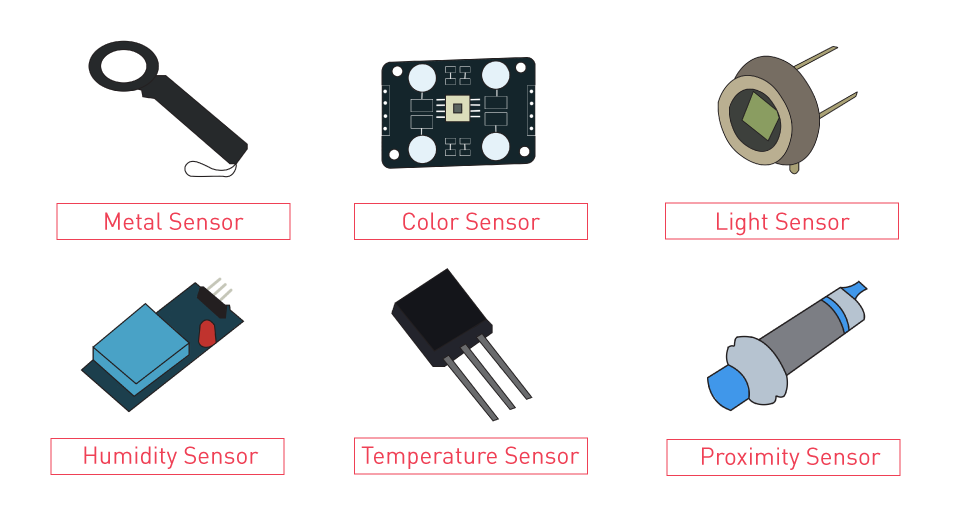 Metal Sensor
Color Sensor
Light Sensor
Humidity Sensor
Temperature Sensor
Proximity Sensor